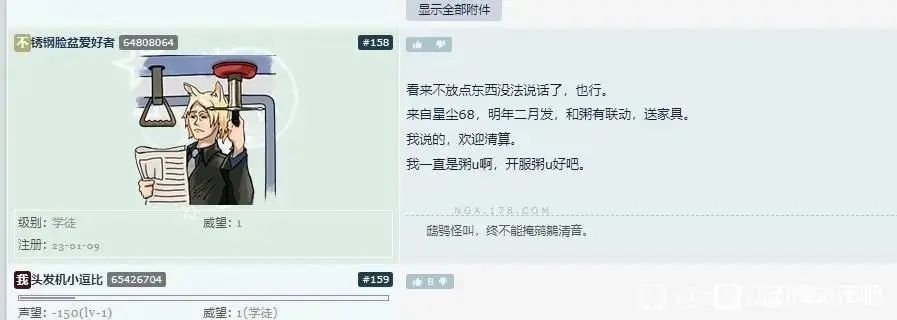 显示全部附件
不锈钢脸盆爱好者 64808064 #158
看来不放点东西没法说话了，也行。
来自星尘68，明年二月发，和粥有联动，送家具。
我说的，欢迎清算。
我一直是粥u啊，开服粥u好吧。
级别：学徒 威望：1
注册：23-01-09
NGA.178.COM
鸱鸮怪叫，终不能掩鹓鶵清音。
我头发机小逗比 65426704 #159
8
声望：-150(lv-1) 威望：1(学徒)